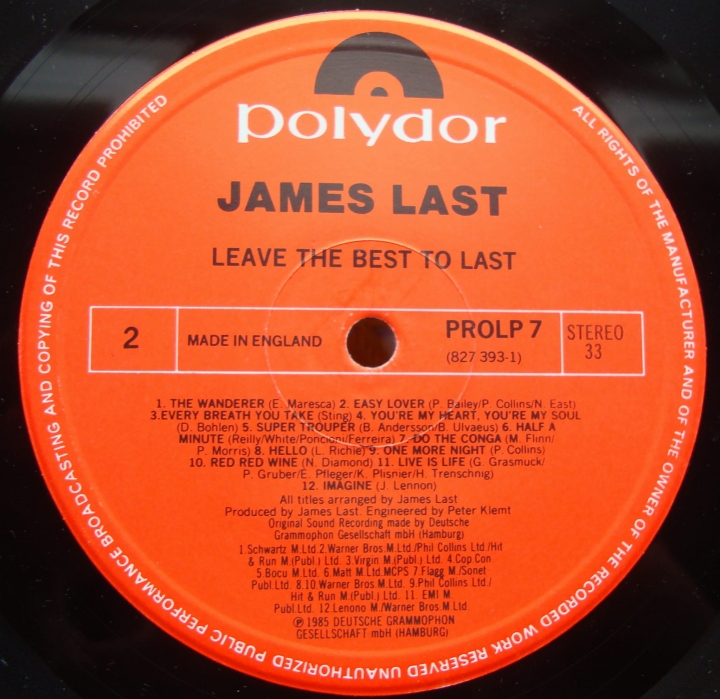 polydor
JAMES LAST
LEAVE THE BEST TO LAST
2
MADE IN ENGLAND
PROLP 7
(827 393-1)
STEREO
33
1. THE WANDERER (E. Maresca) 2. EASY LOVER (P. Bailey/P. Collins/N. East)
3.EVERY BREATH YOU TAKE (Sting) 4. YOU'RE MY HEART, YOU'RE MY SOUL
(D. Bohlen) 5. SUPER TROUPER (B. Andersson/B. Ulvaeus) 6. HALF A
MINUTE (Reilly/White/Poncioni/Ferreira) 7. DO THE CONGA (M. Flinn/
P. Morris) 8. HELLO (L. Richie) 9. ONE MORE NIGHT (P. Collins)
10. RED RED WINE (N. Diamond) 11. LIVE IS LIFE (G. Grasmuck/
P. Gruber/E. Pfleger/K. Plisnier/H. Trenschnig)
12. IMAGINE (J. Lennon)
All titles arranged by James Last
Produced by James Last. Engineered by Peter Klemt
Original Sound Recording made by Deutsche
Grammophon Gesellschaft mbH (Hamburg)
1.Schwartz M.Ltd.2.Warner Bros.M.Ltd./Phil Collins Ltd./Hit
& Run M.(Publ.) Ltd. 3.Virgin M.(Publ.) Ltd. 4.Cop Con.
5.Bocu M.Ltd. 6.Matt M.Ltd.MCPS 7.Flagg M./Sonet
Publ.Ltd. 8.10.Warner Bros.M.Ltd. 9.Phil Collins Ltd./
Hit & Run M.(Publ.) Ltd. 11. EMI M.
Publ.Ltd. 12.Lenono M./Warner Bros.M.Ltd.
℗ 1985 DEUTSCHE GRAMMOPHON
GESELLSCHAFT mbH (HAMBURG)
ALL RIGHTS OF THE MANUFACTURER AND OF THE OWNER OF THE RECORDED WORK RESERVED UNAUTHORIZED PUBLIC PERFORMANCE BROADCASTING AND COPYING OF THIS RECORD PROHIBITED